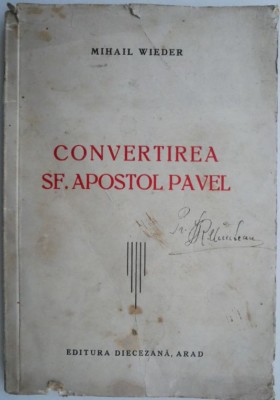 MIHAIL WIEDER
CONVERTIREA
SF. APOSTOL PAVEL
EDITURA DIECEZANĂ, ARAD